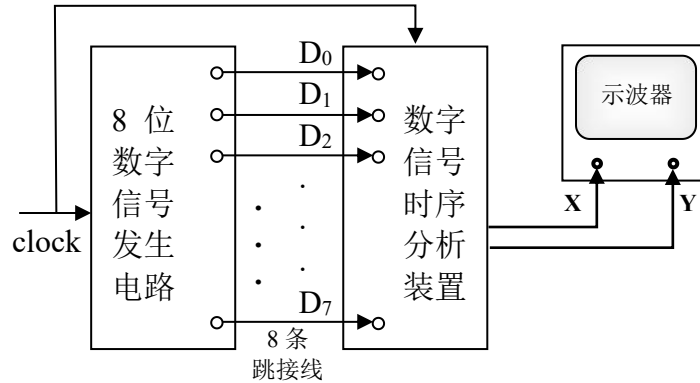 clock
8 位
数字
信号
发生
电路
D₀
D₁
D₂
D₇
8 条
跳接线
数字
信号
时序
分析
装置
示波器
X
Y